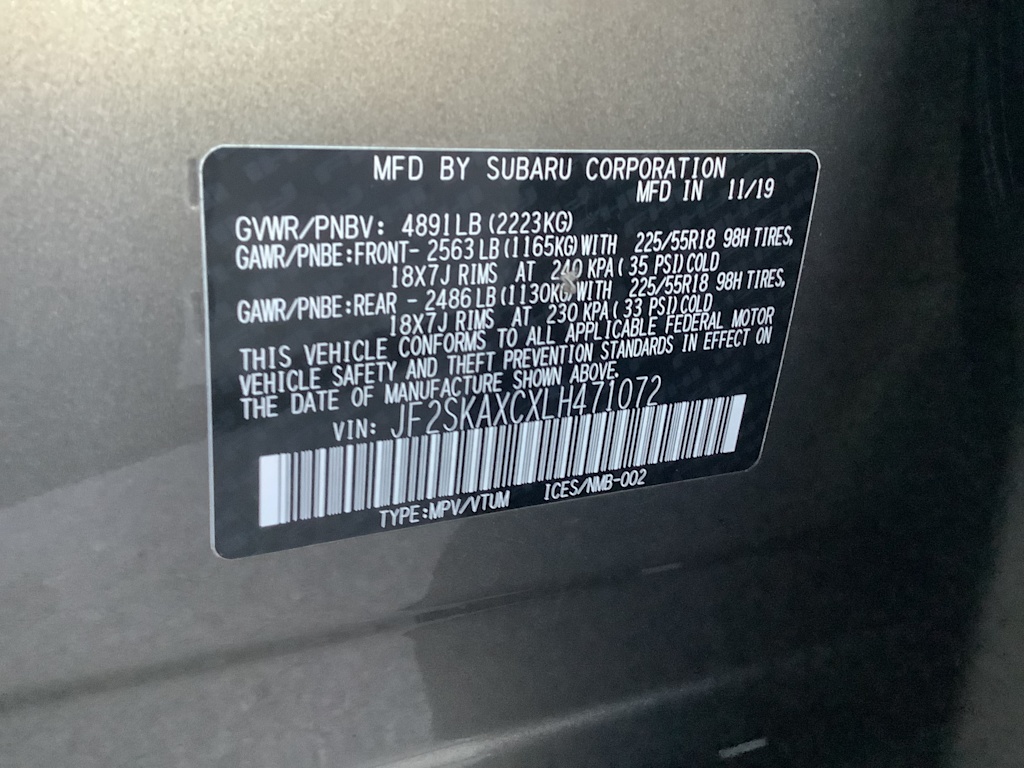 MFD BY SUBARU CORPORATION
MFD IN 11/19
GVWR/PNBV: 4891LB (2223KG)
GAWR/PNBE:FRONT- 2563LB (1165KG) WITH 225/55R18 98H TIRES,
18X7J RIMS AT 240 KPA ( 35 PSI) COLD
GAWR/PNBE:REAR - 2486LB (1130KG) WITH 225/55R18 98H TIRES,
18X7J RIMS AT 230 KPA ( 33 PSI) COLD
THIS VEHICLE CONFORMS TO ALL APPLICABLE FEDERAL MOTOR
VEHICLE SAFETY AND THEFT PREVENTION STANDARDS IN EFFECT ON
THE DATE OF MANUFACTURE SHOWN ABOVE.
VIN: JF2SKAXCXLH471072
TYPE:MPV/VTUM ICES/NMB-002